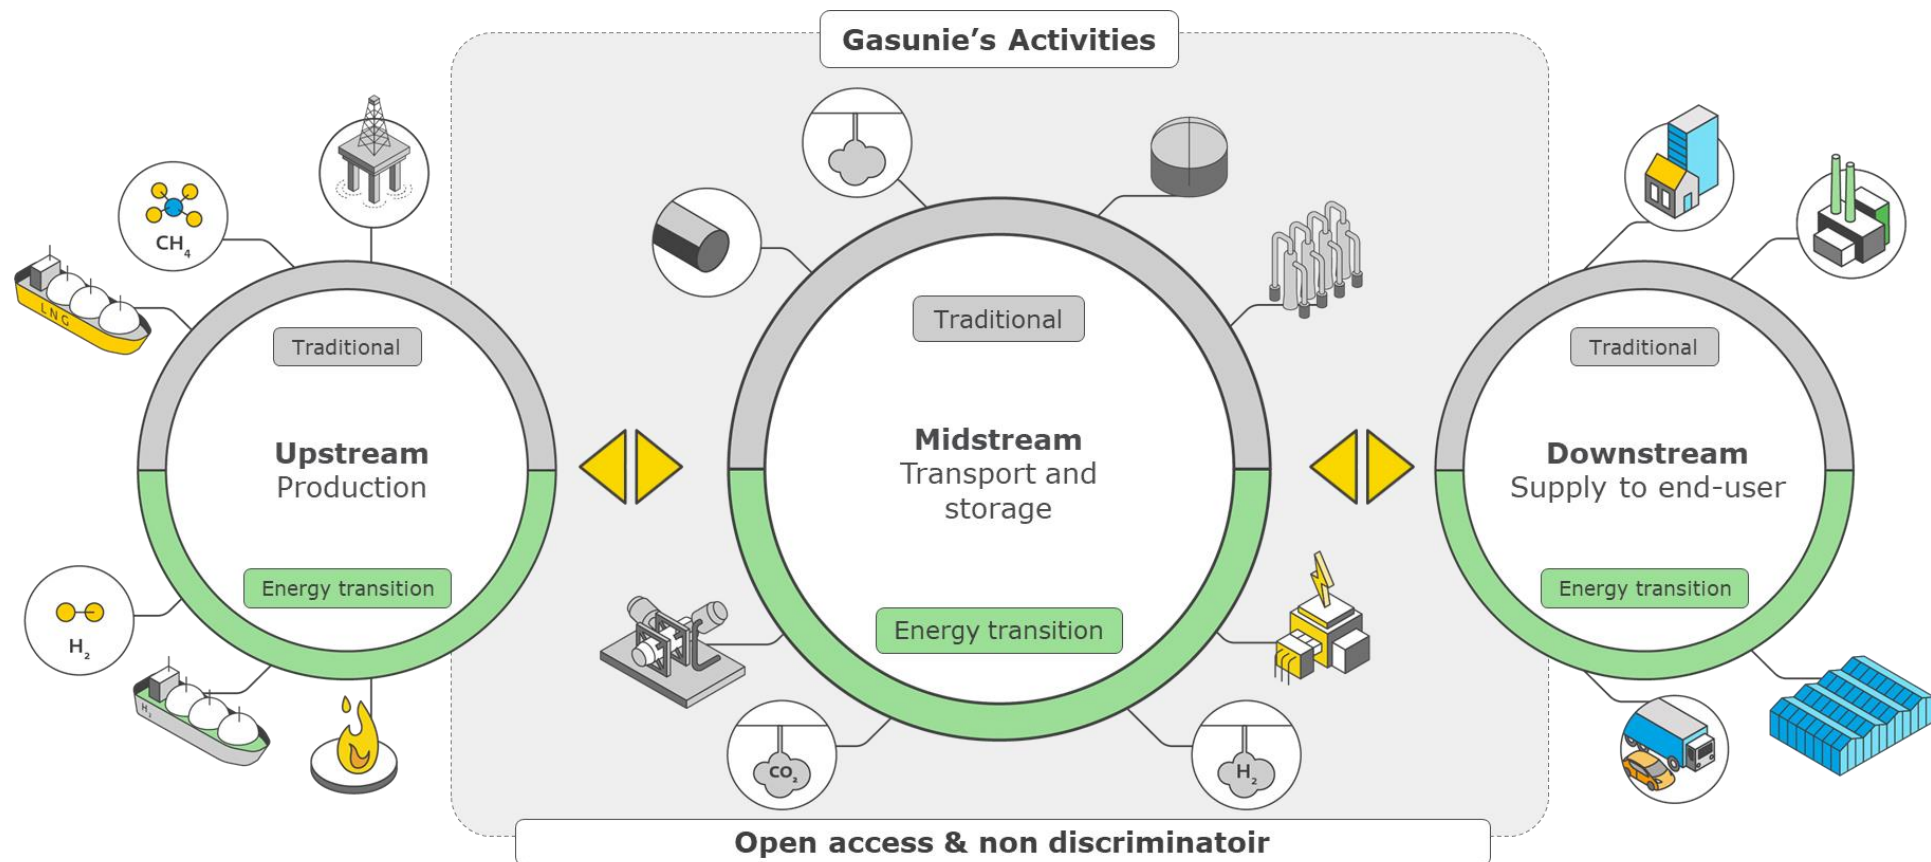 Gasunie’s Activities
CH₄
LNG
Traditional
Upstream
Production
Energy transition
H₂
H₂
Traditional
Midstream
Transport and
storage
Energy transition
CO₂
H₂
Traditional
Downstream
Supply to end-user
Energy transition
Open access & non discriminatoir